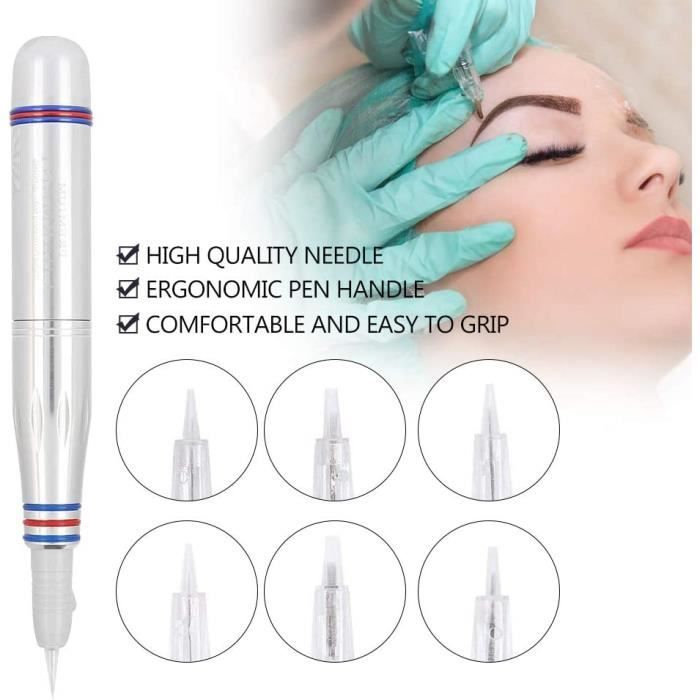 HIGH QUALITY NEEDLE
ERGONOMIC PEN HANDLE
COMFORTABLE AND EASY TO GRIP